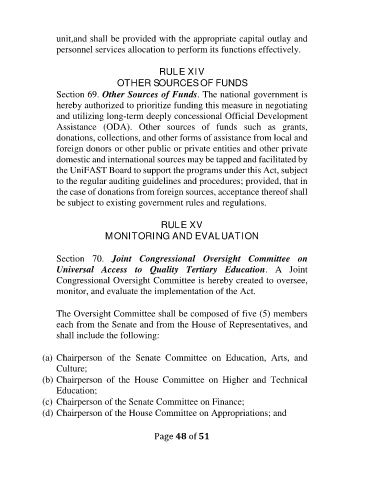 unit,and shall be provided with the appropriate capital outlay and
personnel services allocation to perform its functions effectively.
RULE XIV
OTHER SOURCES OF FUNDS
Section 69. Other Sources of Funds. The national government is
hereby authorized to prioritize funding this measure in negotiating
and utilizing long-term deeply concessional Official Development
Assistance (ODA). Other sources of funds such as grants,
donations, collections, and other forms of assistance from local and
foreign donors or other public or private entities and other private
domestic and international sources may be tapped and facilitated by
the UniFAST Board to support the programs under this Act, subject
to the regular auditing guidelines and procedures; provided, that in
the case of donations from foreign sources, acceptance thereof shall
be subject to existing government rules and regulations.
RULE XV
MONITORING AND EVALUATION
Section 70. Joint Congressional Oversight Committee on
Universal Access to Quality Tertiary Education. A Joint
Congressional Oversight Committee is hereby created to oversee,
monitor, and evaluate the implementation of the Act.
The Oversight Committee shall be composed of five (5) members
each from the Senate and from the House of Representatives, and
shall include the following:
(a) Chairperson of the Senate Committee on Education, Arts, and
Culture;
(b) Chairperson of the House Committee on Higher and Technical
Education;
(c) Chairperson of the Senate Committee on Finance;
(d) Chairperson of the House Committee on Appropriations; and
Page 48 of 51